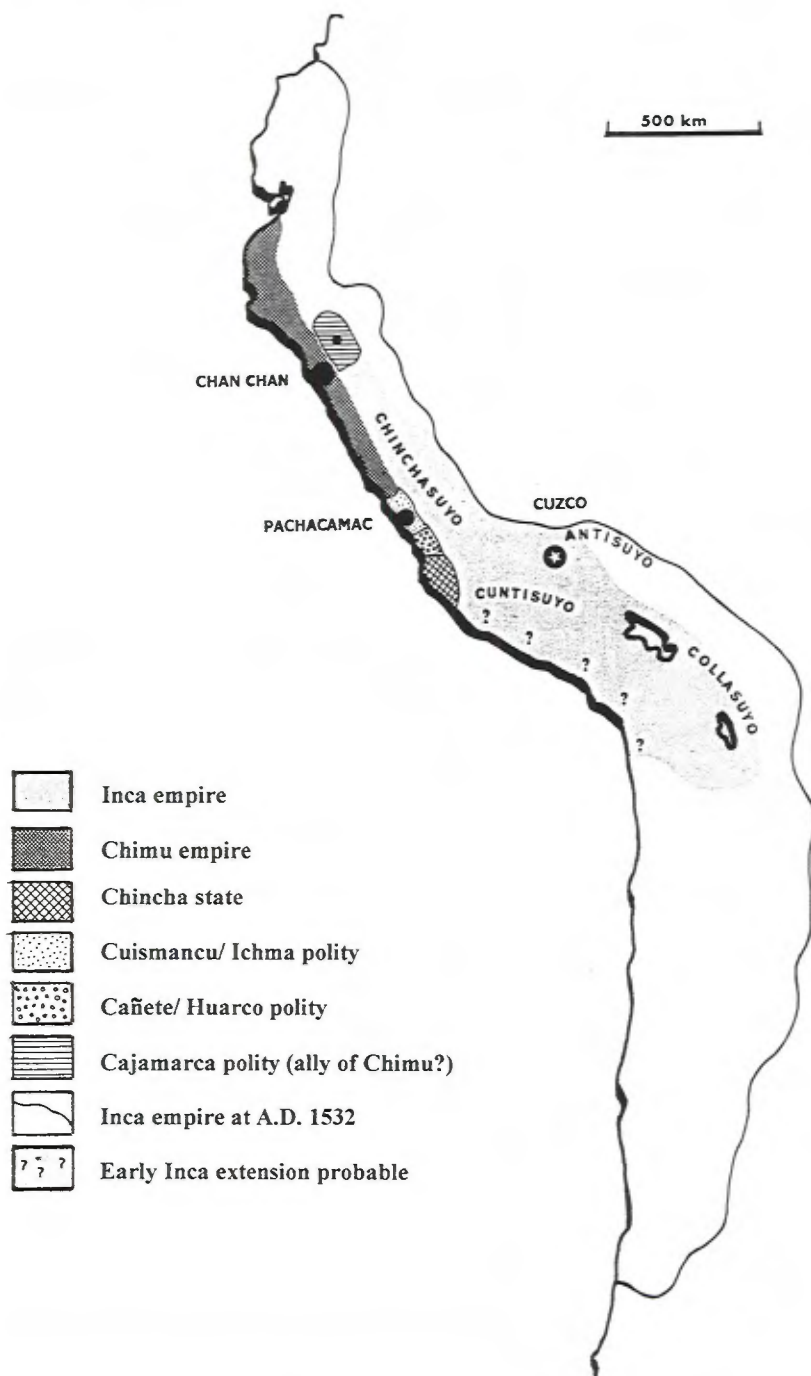 500 km
CHAN CHAN
CHINCHASUYO
PACHACAMAC
CUZCO
ANTISUYO
CUNTISUYO
? ? ? ? ?
COLLASUYO
Inca empire
Chimu empire
Chincha state
Cuismancu/ Ichma polity
Cañete/ Huarco polity
Cajamarca polity (ally of Chimu?)
Inca empire at A.D. 1532
? ? ? ?
Early Inca extension probable